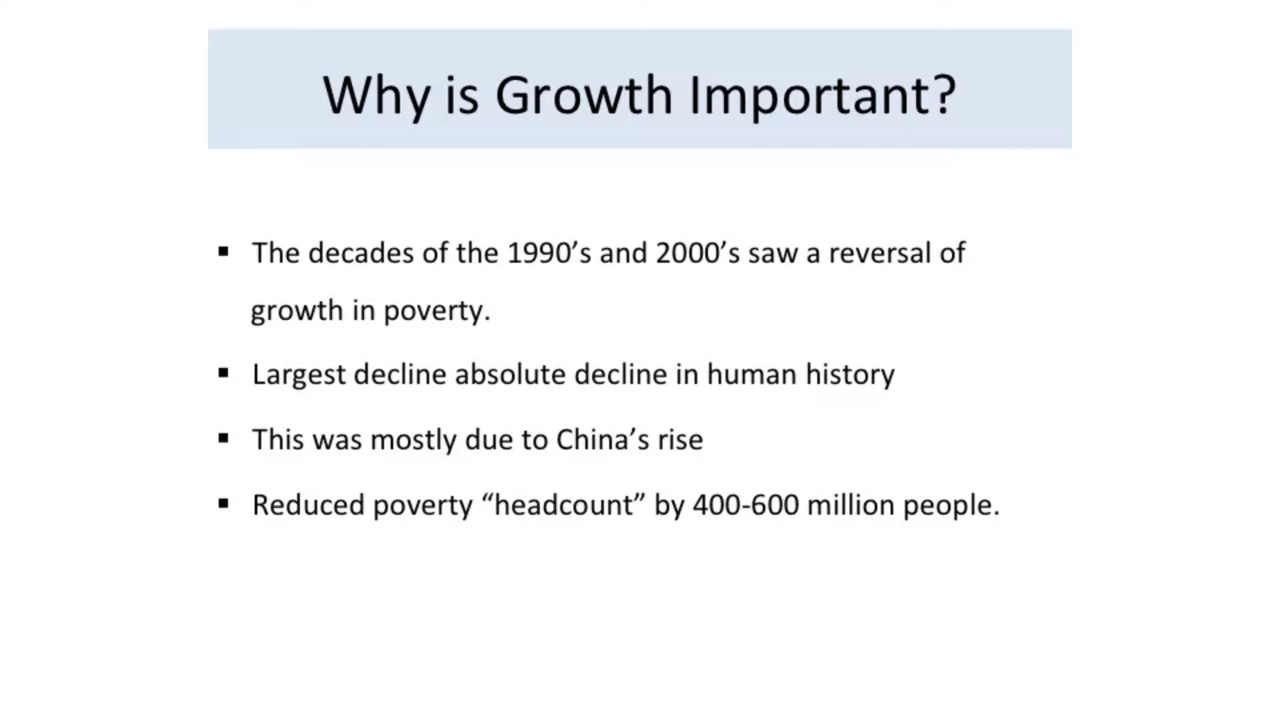 Why is Growth Important?
▪ The decades of the 1990’s and 2000’s saw a reversal of
growth in poverty.
▪ Largest decline absolute decline in human history
▪ This was mostly due to China’s rise
▪ Reduced poverty “headcount” by 400-600 million people.